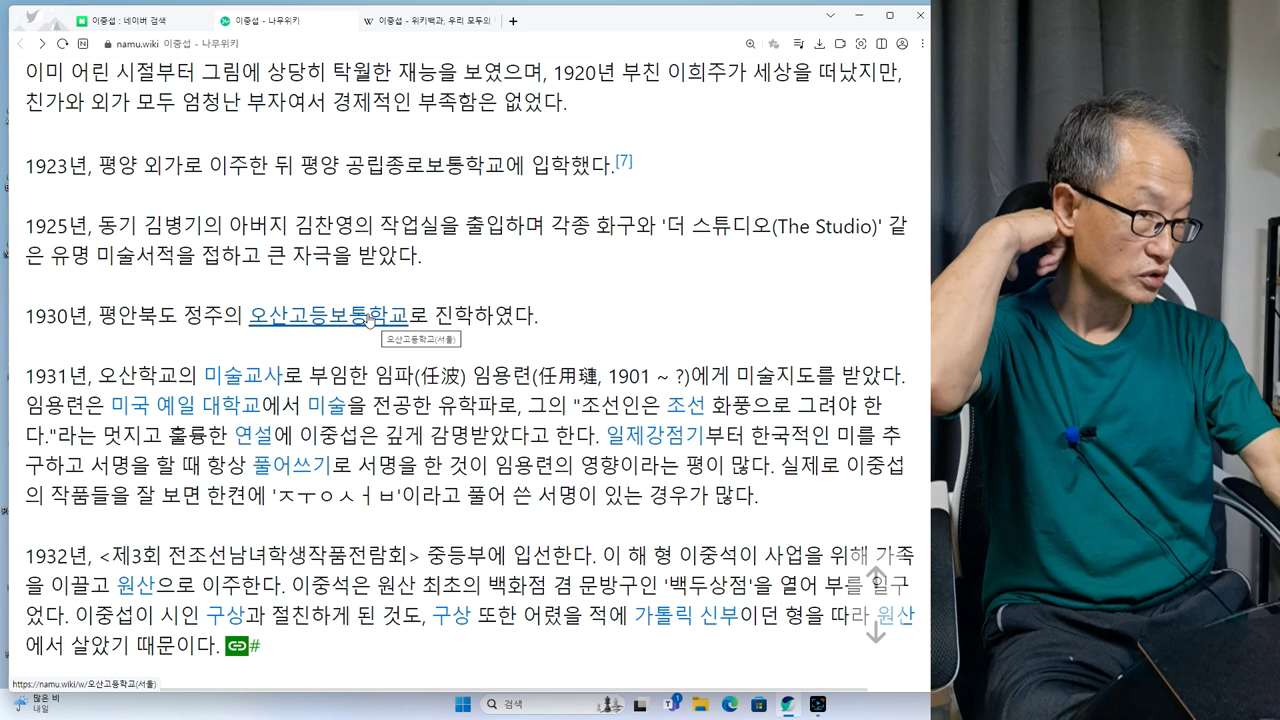 이중섭 : 네이버 검색
이중섭 - 나무위키
이중섭 - 위키백과, 우리 모두의
namu.wiki 이중섭 - 나무위키
이미 어린 시절부터 그림에 상당히 탁월한 재능을 보였으며, 1920년 부친 이희주가 세상을 떠났지만,
친가와 외가 모두 엄청난 부자여서 경제적인 부족함은 없었다.
1923년, 평양 외가로 이주한 뒤 평양 공립종로보통학교에 입학했다.[7]
1925년, 동기 김병기의 아버지 김찬영의 작업실을 출입하며 각종 화구와 '더 스튜디오(The Studio)' 같
은 유명 미술서적을 접하고 큰 자극을 받았다.
1930년, 평안북도 정주의 오산고등보통학교로 진학하였다.
오산고등학교(서울)
1931년, 오산학교의 미술교사로 부임한 임파(任波) 임용련(任用璉, 1901 ~ ?)에게 미술지도를 받았다.
임용련은 미국 예일 대학교에서 미술을 전공한 유학파로, 그의 "조선인은 조선 화풍으로 그려야 한
다."라는 멋지고 훌륭한 연설에 이중섭은 깊게 감명받았다고 한다. 일제강점기부터 한국적인 미를 추
구하고 서명을 할 때 항상 풀어쓰기로 서명을 한 것이 임용련의 영향이라는 평이 많다. 실제로 이중섭
의 작품들을 잘 보면 한켠에 'ㅈㅜㅇㅅㅓㅂ'이라고 풀어 쓴 서명이 있는 경우가 많다.
1932년, <제3회 전조선남녀학생작품전람회> 중등부에 입선한다. 이 해 형 이중석이 사업을 위해 가족
을 이끌고 원산으로 이주한다. 이중석은 원산 최초의 백화점 겸 문방구인 '백두상점'을 열어 부를 일구
었다. 이중섭이 시인 구상과 절친하게 된 것도, 구상 또한 어렸을 적에 가톨릭 신부이던 형을 따라 원산
에서 살았기 때문이다. #
https://namu.wiki/w/오산고등학교(서울)
많은 비
내일
검색
1